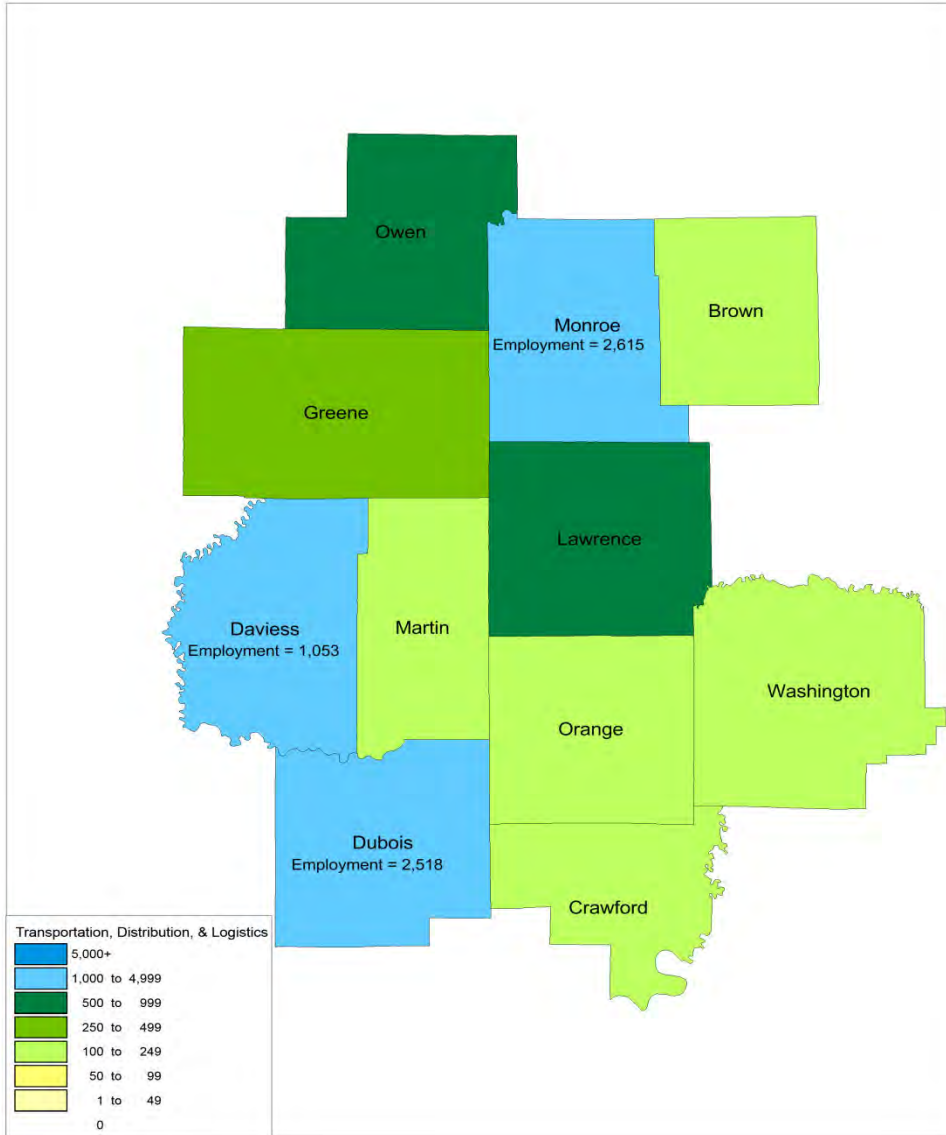 Owen
Monroe
Employment = 2,615
Brown
Greene
Lawrence
Daviess
Employment = 1,053
Martin
Washington
Orange
Dubois
Employment = 2,518
Crawford
Transportation, Distribution, & Logistics
5,000+
1,000 to 4,999
500 to 999
250 to 499
100 to 249
50 to 99
1 to 49
0